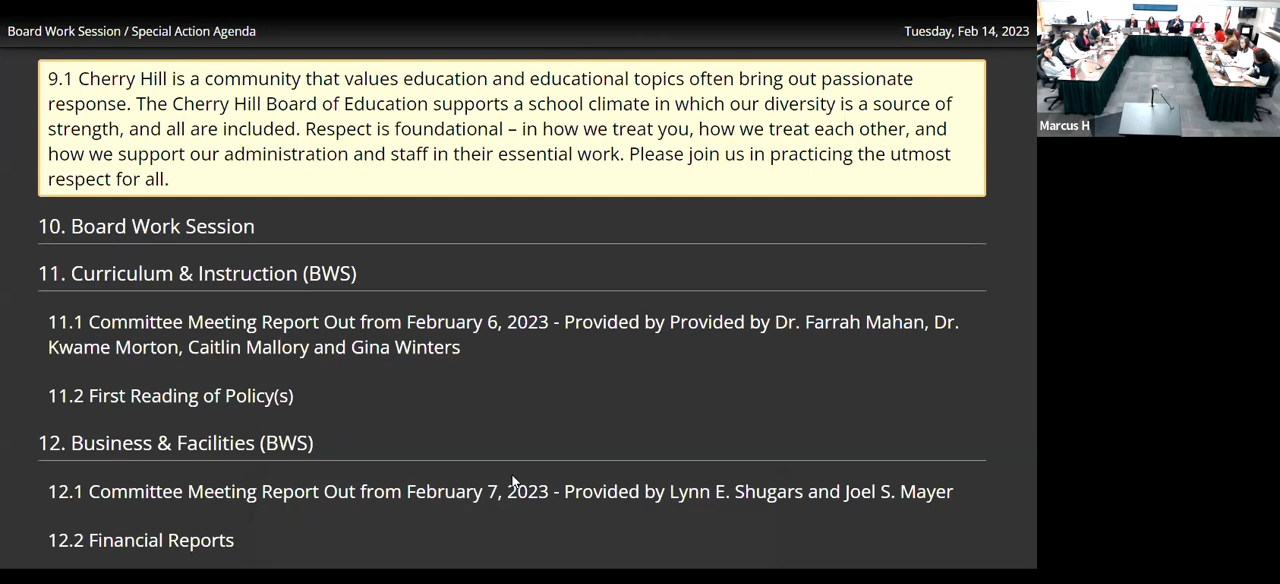 Board Work Session / Special Action Agenda
Tuesday, Feb 14, 2023
9.1 Cherry Hill is a community that values education and educational topics often bring out passionate
response. The Cherry Hill Board of Education supports a school climate in which our diversity is a source of
strength, and all are included. Respect is foundational – in how we treat you, how we treat each other, and
how we support our administration and staff in their essential work. Please join us in practicing the utmost
respect for all.
10. Board Work Session
11. Curriculum & Instruction (BWS)
11.1 Committee Meeting Report Out from February 6, 2023 - Provided by Provided by Dr. Farrah Mahan, Dr.
Kwame Morton, Caitlin Mallory and Gina Winters
11.2 First Reading of Policy(s)
12. Business & Facilities (BWS)
12.1 Committee Meeting Report Out from February 7, 2023 - Provided by Lynn E. Shugars and Joel S. Mayer
12.2 Financial Reports
Marcus H